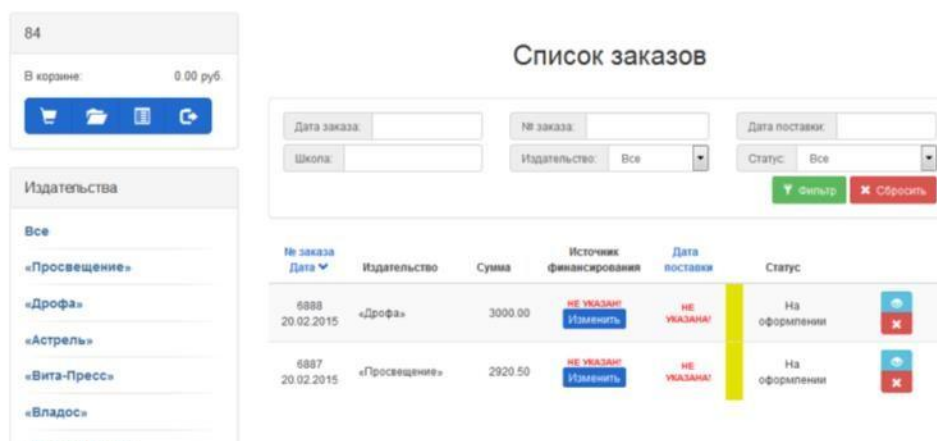 84
В корзине: 0.00 руб.
Издательства
Все
«Просвещение»
«Дрофа»
«Астрель»
«Вита-Пресс»
«Владос»
Список заказов
Дата заказа: № заказа: Дата поставки:
Школа: Издательство: Все Статус: Все
Фильтр Сбросить
№ заказа Источник Дата
Дата Издательство Сумма финансирования поставки Статус
6888 «Дрофа» 3000.00 НЕ УКАЗАН! НЕ На
20.02.2015 Изменить УКАЗАНА! оформлении
6887 «Просвещение» 2920.50 НЕ УКАЗАН! НЕ На
20.02.2015 Изменить УКАЗАНА! оформлении